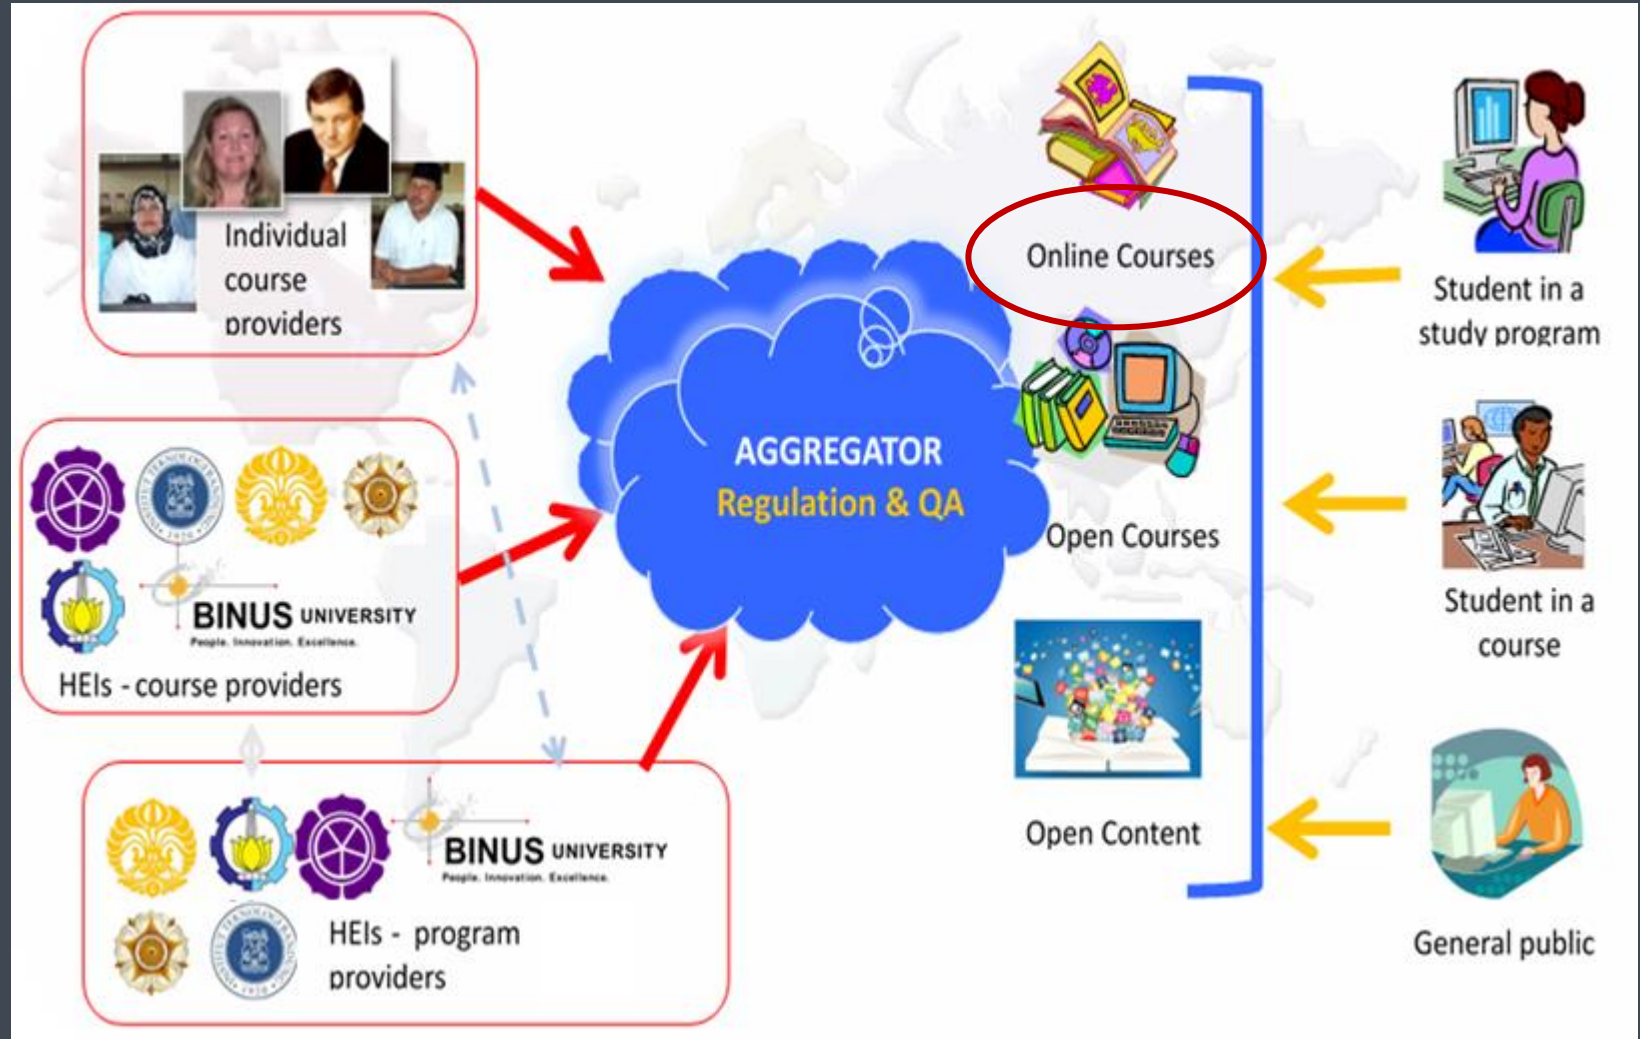 Individual
course
providers
BINUS UNIVERSITY
People. Innovation. Excellence.
HEIs - course providers
BINUS UNIVERSITY
People. Innovation. Excellence.
HEIs - program
providers
AGGREGATOR
Regulation & QA
Online Courses
Open Courses
Open Content
Student in a
study program
Student in a
course
General public